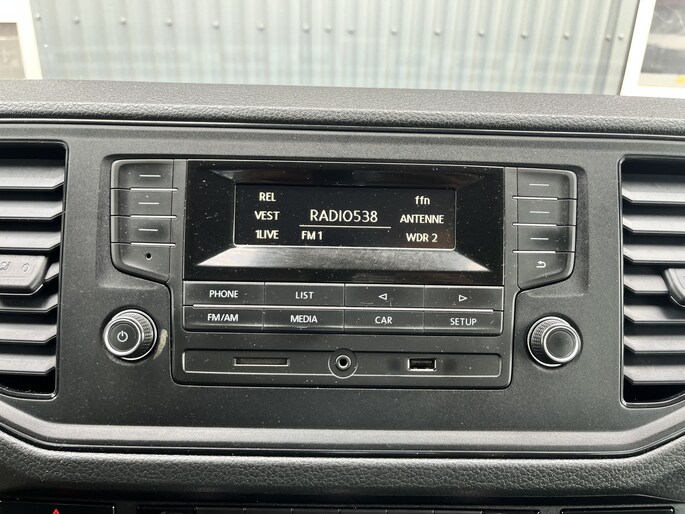 REL ffn
VEST RADIO538 ANTENNE
1LIVE FM 1 WDR 2
PHONE LIST
FM/AM MEDIA CAR SETUP